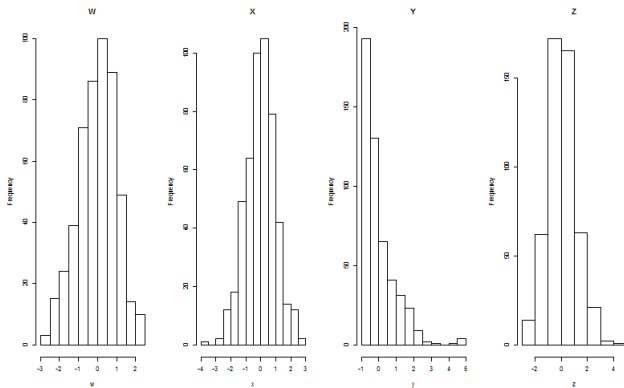 W
X
Y
Z
Frequency
0 20 40 60 80 100
-3 -2 -1 0 1 2
w
Frequency
0 20 40 60 80 100
-4 -3 -2 -1 0 1 2 3
x
Frequency
0 50 100 150 200
-1 0 1 2 3 4 5
y
Frequency
0 50 100 150
-2 0 2 4
z